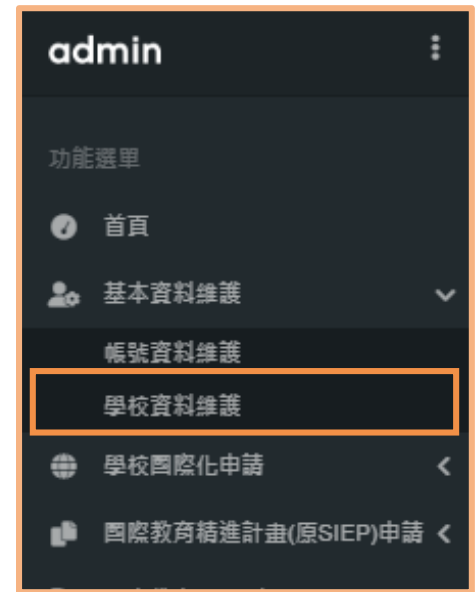 admin
功能選單
首頁
基本資料維護
帳號資料維護
學校資料維護
學校國際化申請
國際教育精進計畫(原SIEP)申請